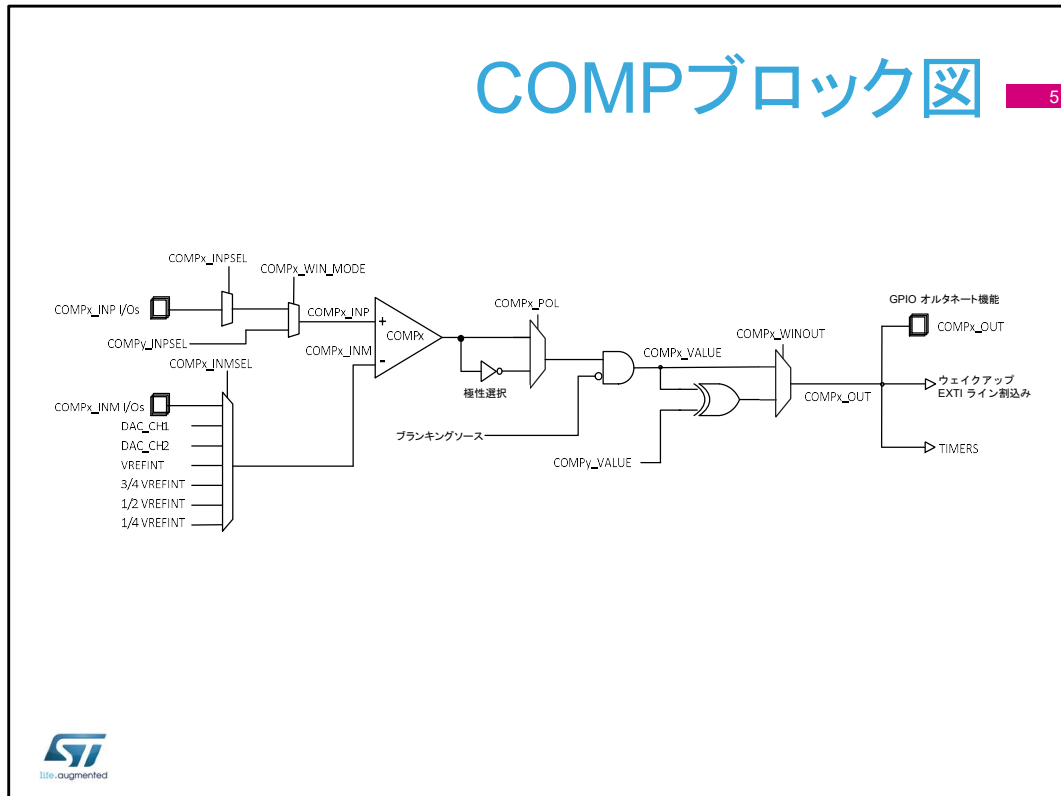 COMPブロック図
5
COMPx_INPSEL
COMPx_WIN_MODE
COMPx_INP I/Os
COMPy_INPSEL
COMPx_INP
COMPx_INM
+
-
COMPx
COMPx_INMSEL
COMPx_INM I/Os
DAC_CH1
DAC_CH2
VREFINT
3/4 VREFINT
1/2 VREFINT
1/4 VREFINT
COMPx_POL
極性選択
ブランキングソース
COMPx_VALUE
COMPy_VALUE
COMPx_WINOUT
COMPx_OUT
GPIO オルタネート機能
COMPx_OUT
ウェイクアップ
EXTI ライン割込み
TIMERS
ST
life.augmented